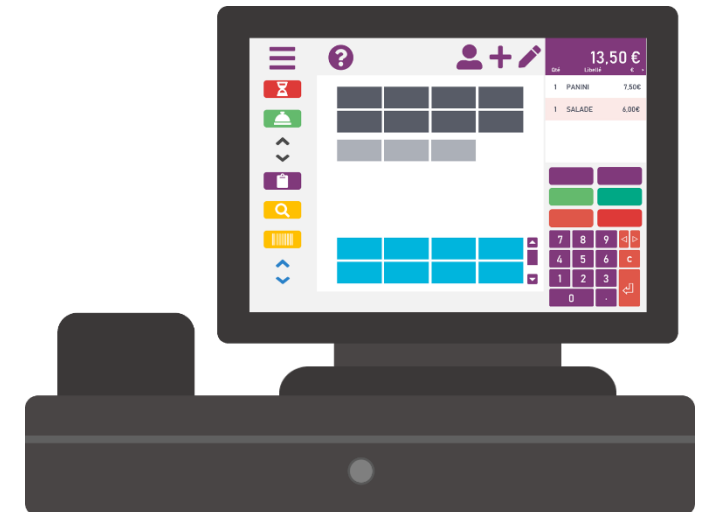 13,50 €
Qté Libellé €
1 PANINI 7,50€
1 SALADE 6,00€
7 8 9
4 5 6 C
1 2 3
0 .